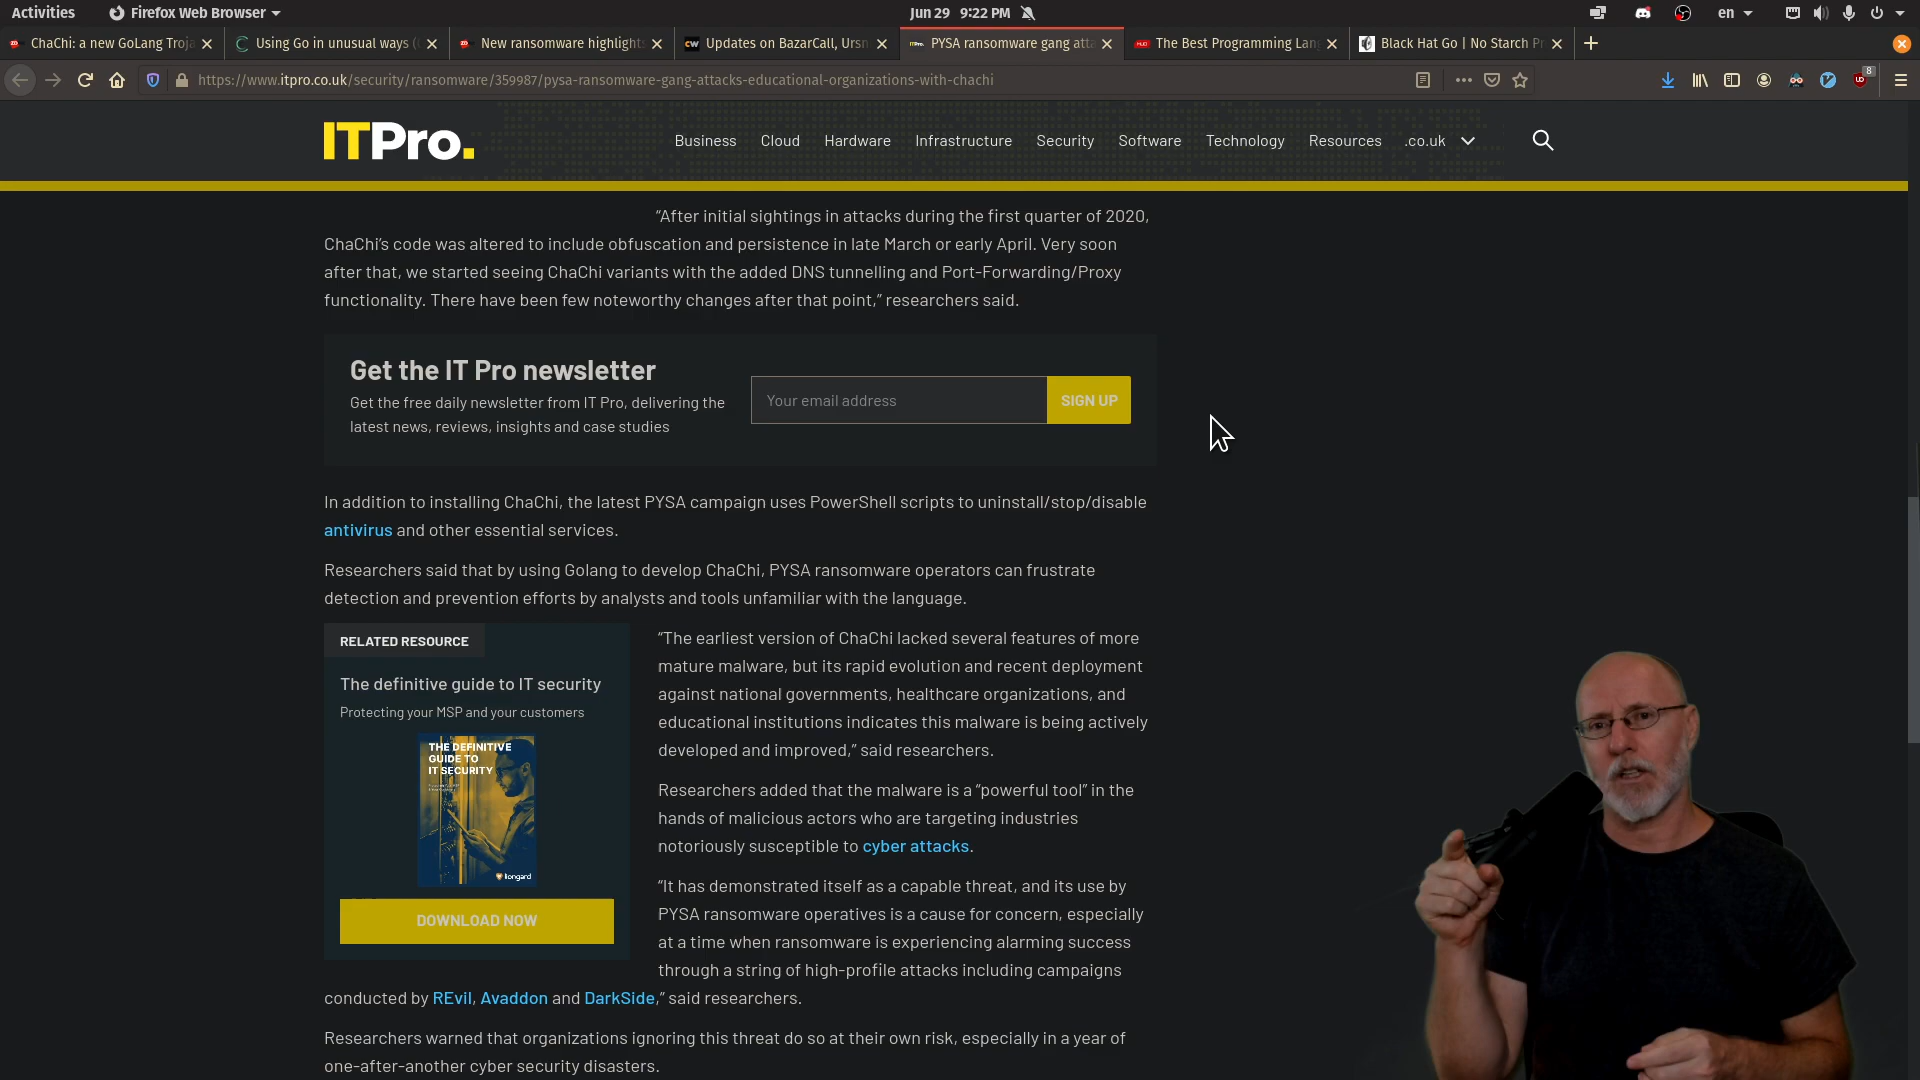 Activities
Firefox Web Browser
Jun 29 9:22 PM
en
ChaChi: a new GoLang Troja
Using Go in unusual ways (
New ransomware highlights
CW
Updates on BazarCall, Ursn
ITPro.
PYSA ransomware gang atta
The Best Programming Lan
Black Hat Go | No Starch Pr
https://www.itpro.co.uk/security/ransomware/359987/pysa-ransomware-gang-attacks-educational-organizations-with-chachi
8
ITPro.
Business
Cloud
Hardware
Infrastructure
Security
Software
Technology
Resources
.co.uk
“After initial sightings in attacks during the first quarter of 2020,
ChaChi’s code was altered to include obfuscation and persistence in late March or early April. Very soon
after that, we started seeing ChaChi variants with the added DNS tunnelling and Port-Forwarding/Proxy
functionality. There have been few noteworthy changes after that point,” researchers said.
Get the IT Pro newsletter
Get the free daily newsletter from IT Pro, delivering the
latest news, reviews, insights and case studies
Your email address
SIGN UP
In addition to installing ChaChi, the latest PYSA campaign uses PowerShell scripts to uninstall/stop/disable
antivirus and other essential services.
Researchers said that by using Golang to develop ChaChi, PYSA ransomware operators can frustrate
detection and prevention efforts by analysts and tools unfamiliar with the language.
RELATED RESOURCE
The definitive guide to IT security
Protecting your MSP and your customers
THE DEFINITIVE
GUIDE TO
IT SECURITY
liongard
DOWNLOAD NOW
“The earliest version of ChaChi lacked several features of more
mature malware, but its rapid evolution and recent deployment
against national governments, healthcare organizations, and
educational institutions indicates this malware is being actively
developed and improved,” said researchers.
Researchers added that the malware is a “powerful tool” in the
hands of malicious actors who are targeting industries
notoriously susceptible to cyber attacks.
“It has demonstrated itself as a capable threat, and its use by
PYSA ransomware operatives is a cause for concern, especially
at a time when ransomware is experiencing alarming success
through a string of high-profile attacks including campaigns
conducted by REvil, Avaddon and DarkSide,” said researchers.
Researchers warned that organizations ignoring this threat do so at their own risk, especially in a year of
one-after-another cyber security disasters.